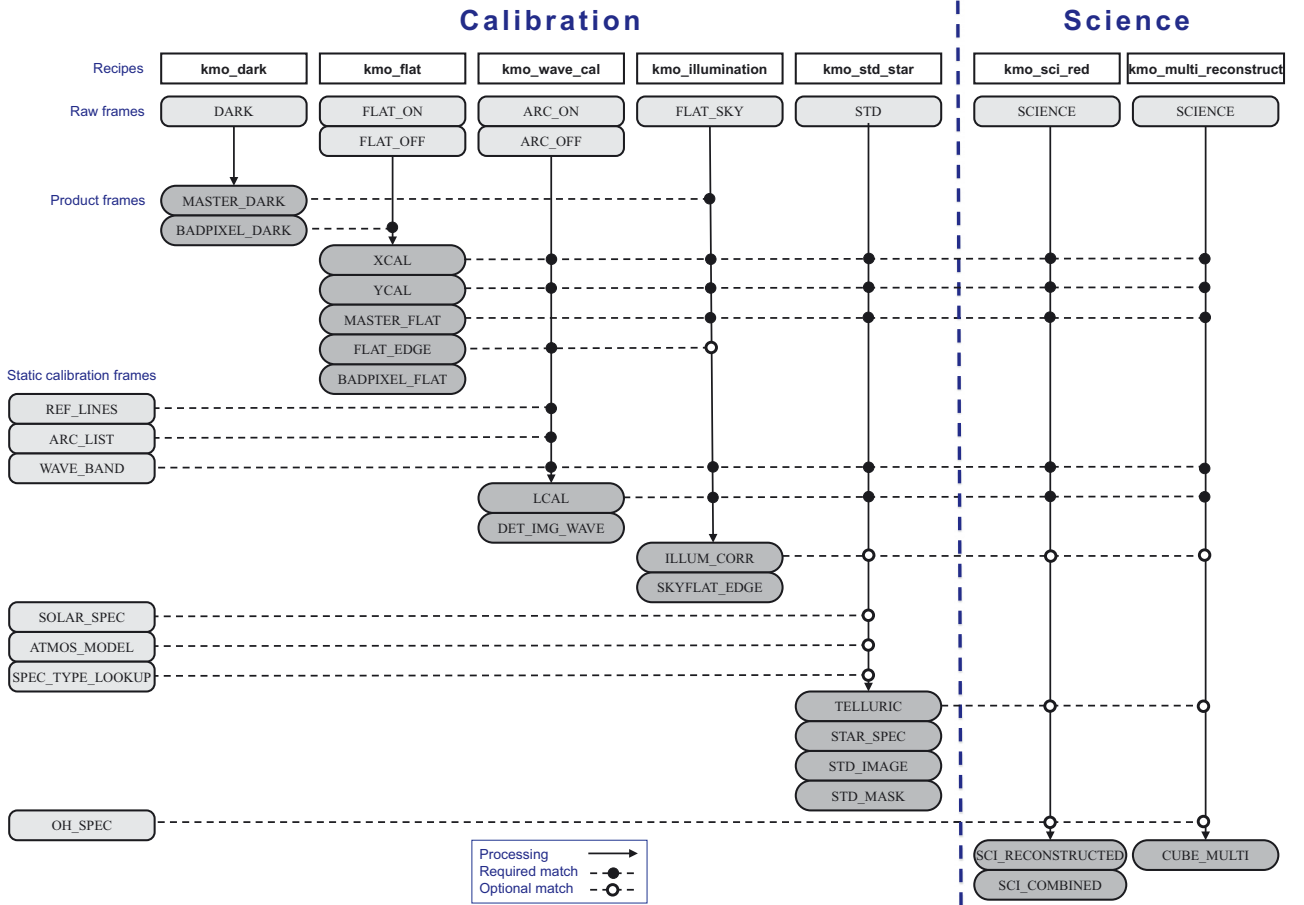 Calibration
Science
Recipes
kmo_dark
kmo_flat
kmo_wave_cal
kmo_illumination
kmo_std_star
kmo_sci_red
kmo_multi_reconstruct
Raw frames
DARK
FLAT_ON
ARC_ON
FLAT_SKY
STD
SCIENCE
SCIENCE
FLAT_OFF
ARC_OFF
Product frames
MASTER_DARK
BADPIXEL_DARK
XCAL
YCAL
MASTER_FLAT
FLAT_EDGE
BADPIXEL_FLAT
Static calibration frames
REF_LINES
ARC_LIST
WAVE_BAND
LCAL
DET_IMG_WAVE
ILLUM_CORR
SKYFLAT_EDGE
SOLAR_SPEC
ATMOS_MODEL
SPEC_TYPE_LOOKUP
TELLURIC
STAR_SPEC
STD_IMAGE
STD_MASK
OH_SPEC
Processing
Required match
Optional match
SCI_RECONSTRUCTED
CUBE_MULTI
SCI_COMBINED